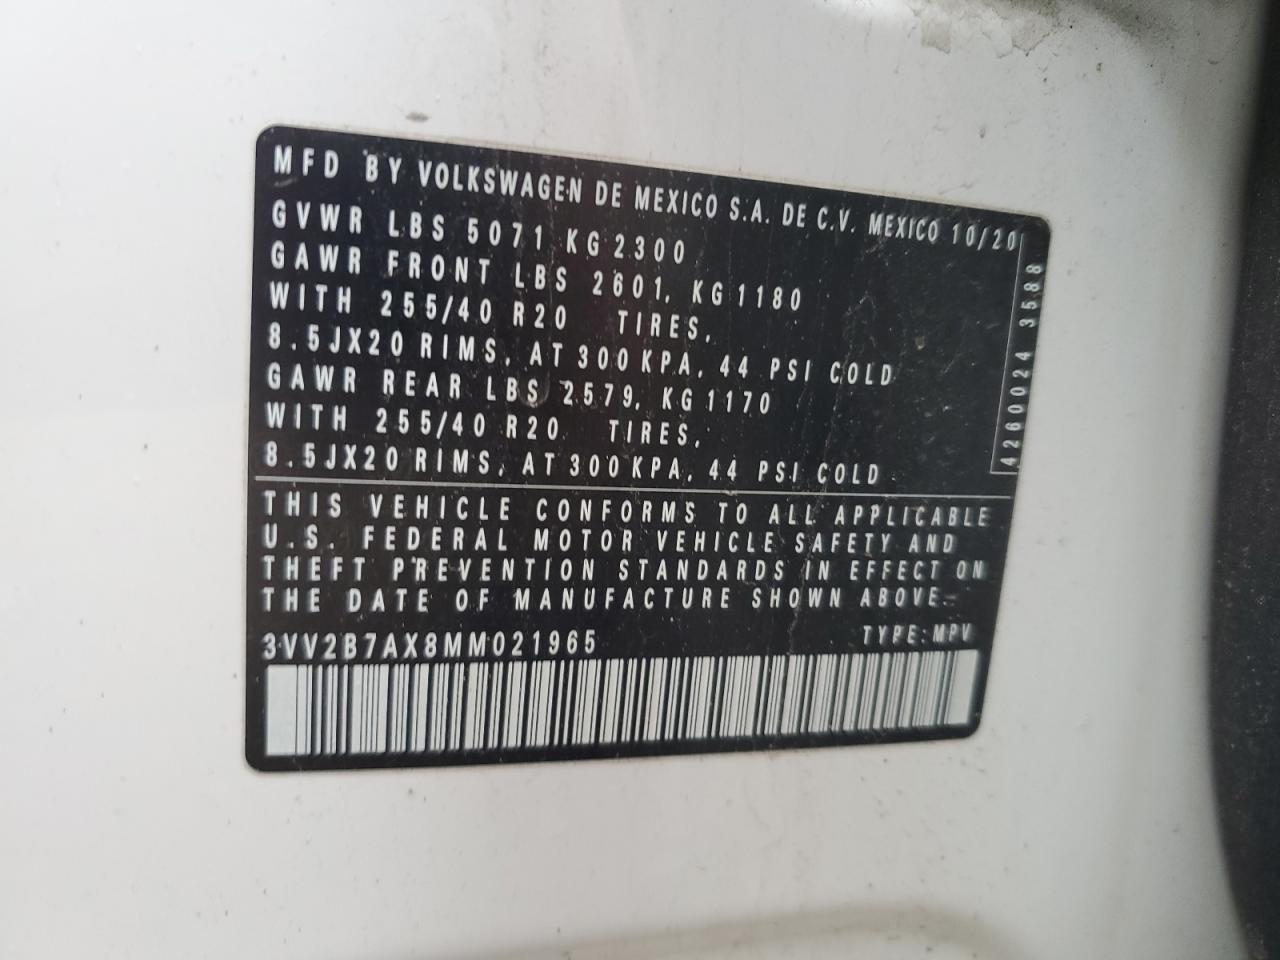 MFD BY VOLKSWAGEN DE MEXICO S.A. DE C.V. MEXICO 10/20
GVWR LBS 5071 KG 2300
GAWR FRONT LBS 2601, KG 1180
WITH 255/40 R20 TIRES,
8.5JX20 RIMS, AT 300 KPA, 44 PSI COLD
GAWR REAR LBS 2579, KG 1170
WITH 255/40 R20 TIRES,
8.5JX20 RIMS, AT 300 KPA, 44 PSI COLD
4260024 3588
THIS VEHICLE CONFORMS TO ALL APPLICABLE
U.S. FEDERAL MOTOR VEHICLE SAFETY AND
THEFT PREVENTION STANDARDS IN EFFECT ON
THE DATE OF MANUFACTURE SHOWN ABOVE.
3VV2B7AX8MM021965 TYPE: MPV